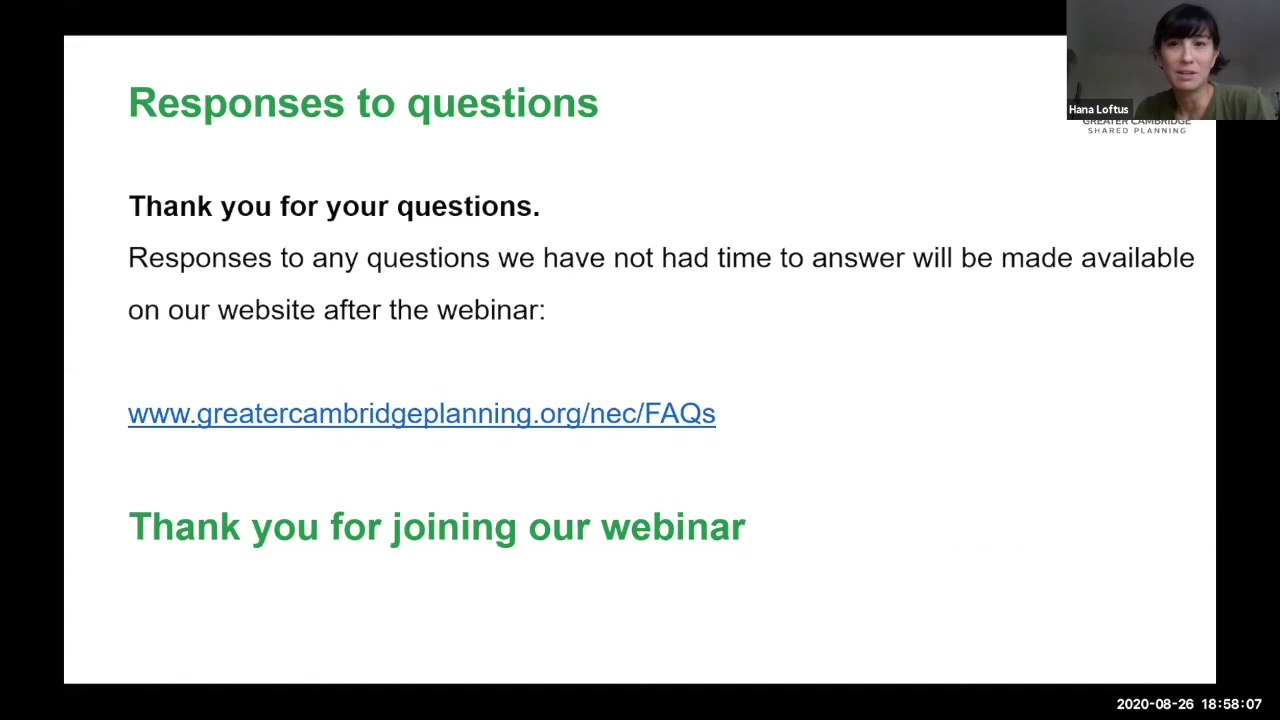 Responses to questions
Hana Loftus
GREATER CAMBRIDGE
SHARED PLANNING
Thank you for your questions.
Responses to any questions we have not had time to answer will be made available
on our website after the webinar:
www.greatercambridgeplanning.org/nec/FAQs
Thank you for joining our webinar
2020-08-26 18:58:07